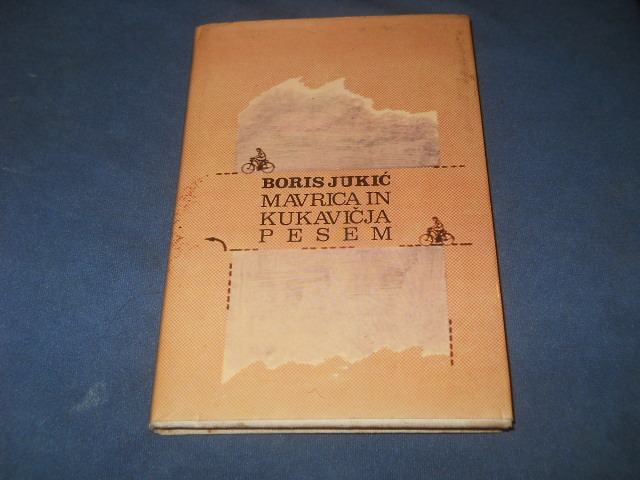 BORIS JUKIĆ
MAVRICA IN
KUKAVIČJA
PESEM